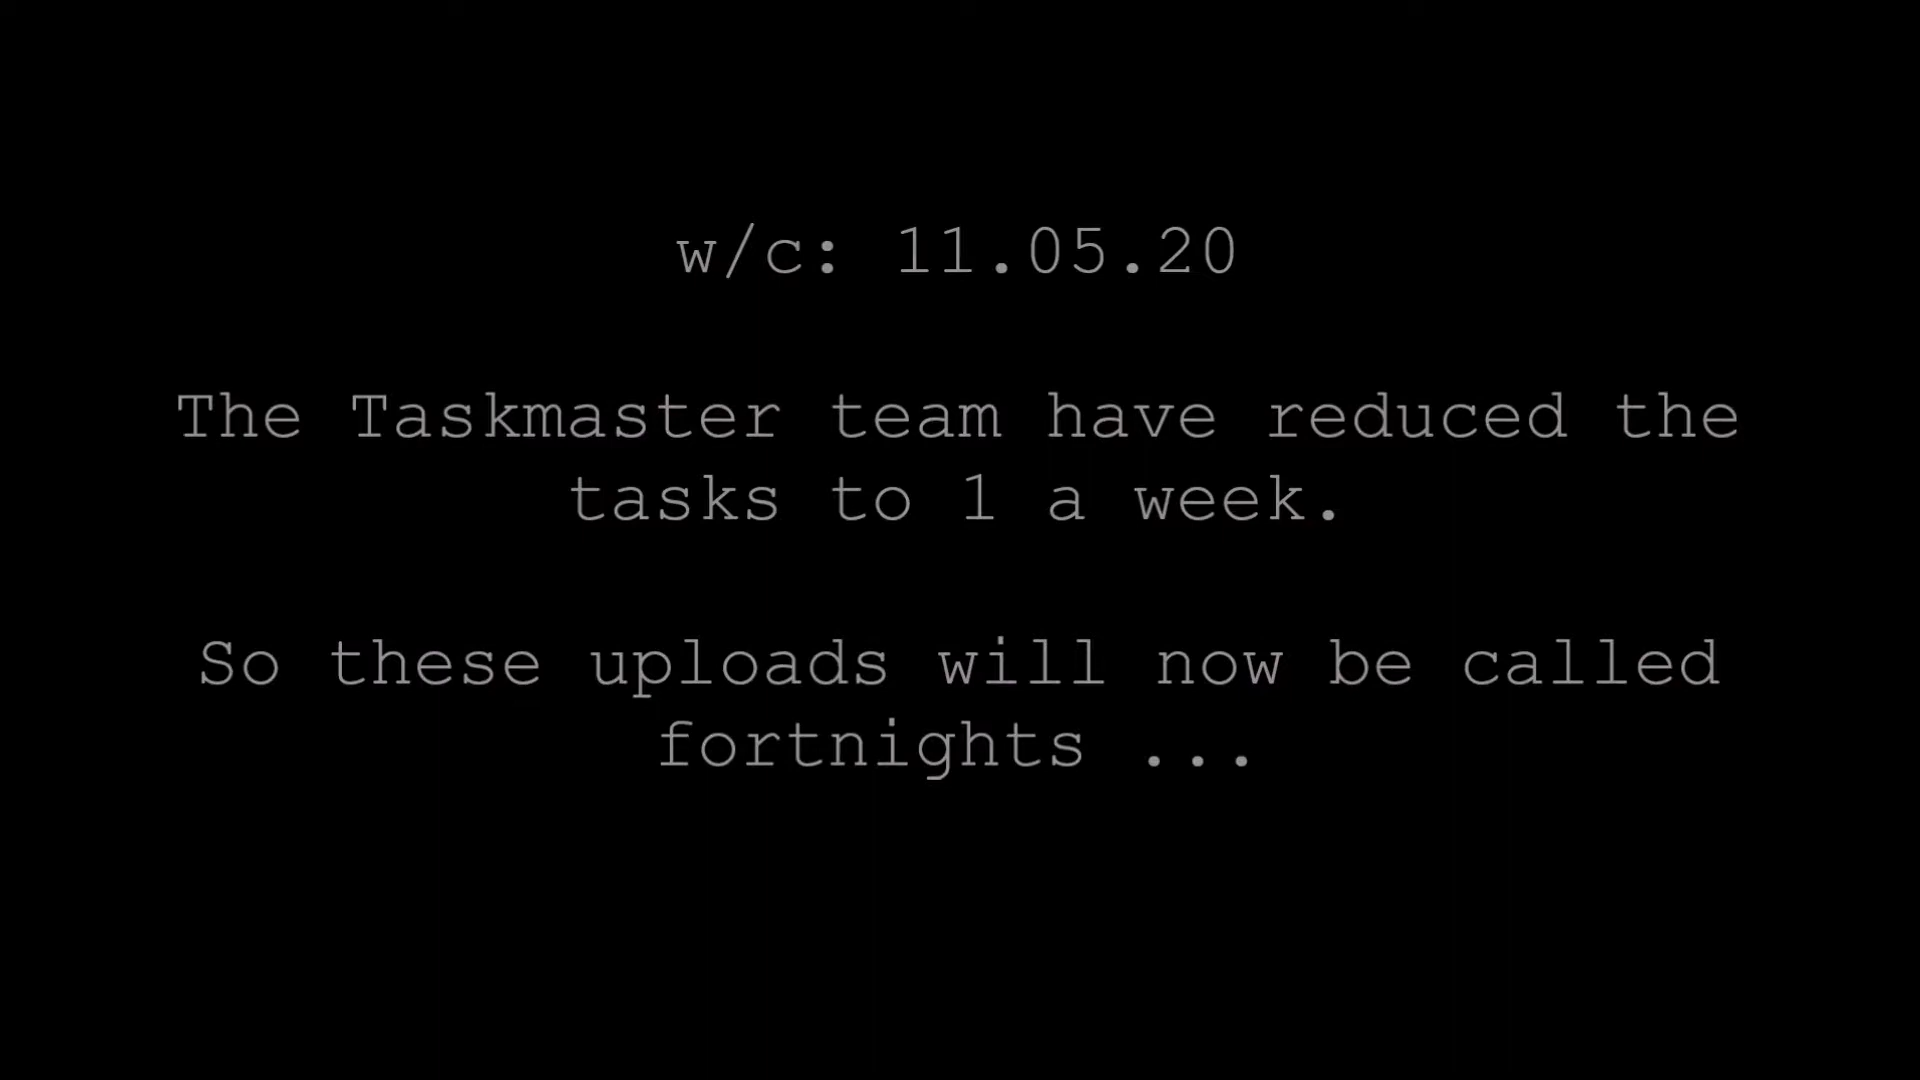 w/c: 11.05.20
The Taskmaster team have reduced the
tasks to 1 a week.
So these uploads will now be called
fortnights ...